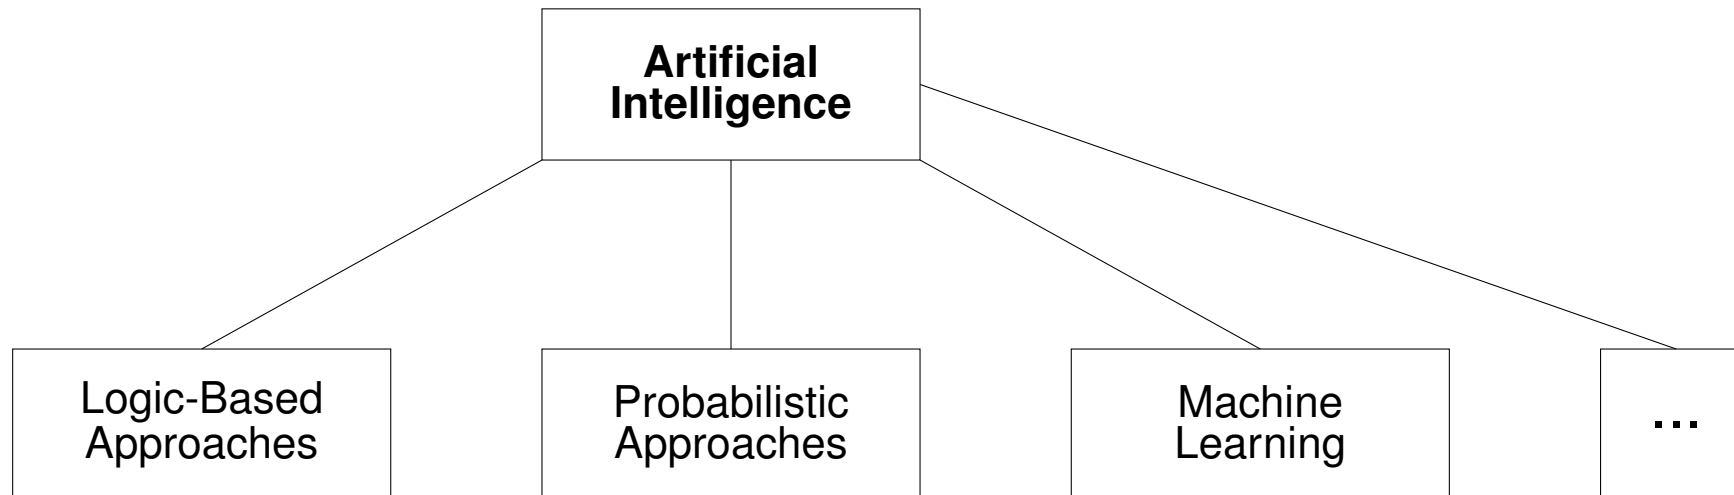 Artificial
Intelligence
Logic-Based
Approaches
Probabilistic
Approaches
Machine
Learning
...